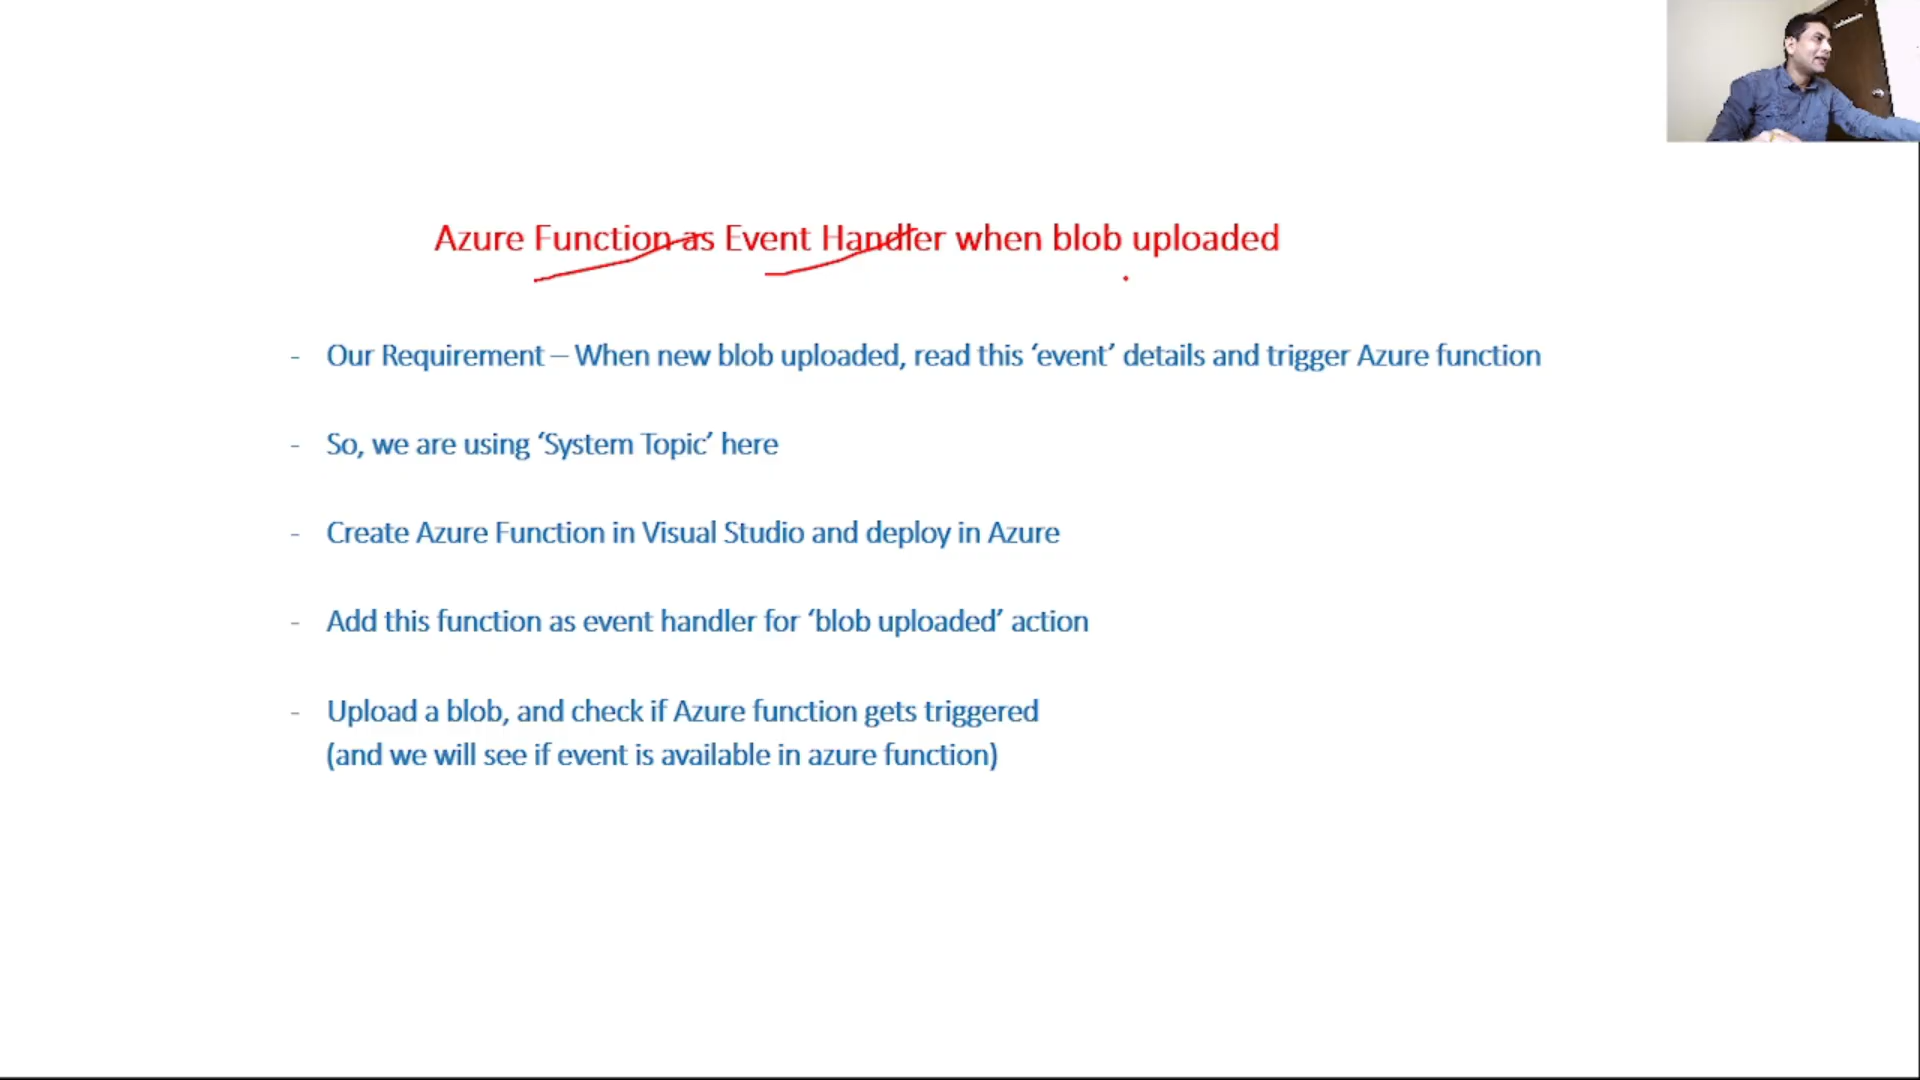 Azure Function as Event Handler when blob uploaded
- Our Requirement – When new blob uploaded, read this ‘event’ details and trigger Azure function
- So, we are using ‘System Topic’ here
- Create Azure Function in Visual Studio and deploy in Azure
- Add this function as event handler for ‘blob uploaded’ action
- Upload a blob, and check if Azure function gets triggered
(and we will see if event is available in azure function)